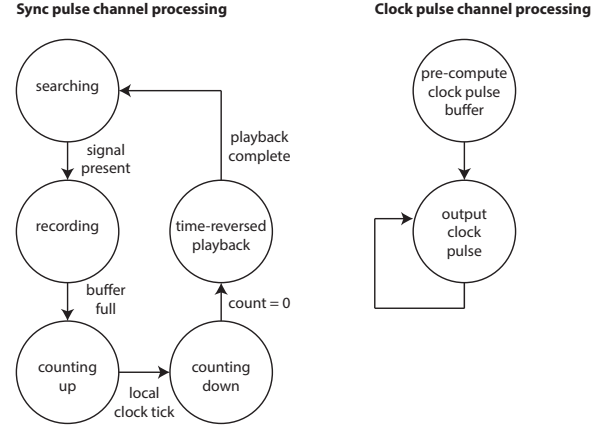 Sync pulse channel processing
Clock pulse channel processing
searching
signal
present
recording
buffer
full
counting
up
local
clock tick
counting
down
count = 0
time-reversed
playback
playback
complete
pre-compute
clock pulse
buffer
output
clock
pulse